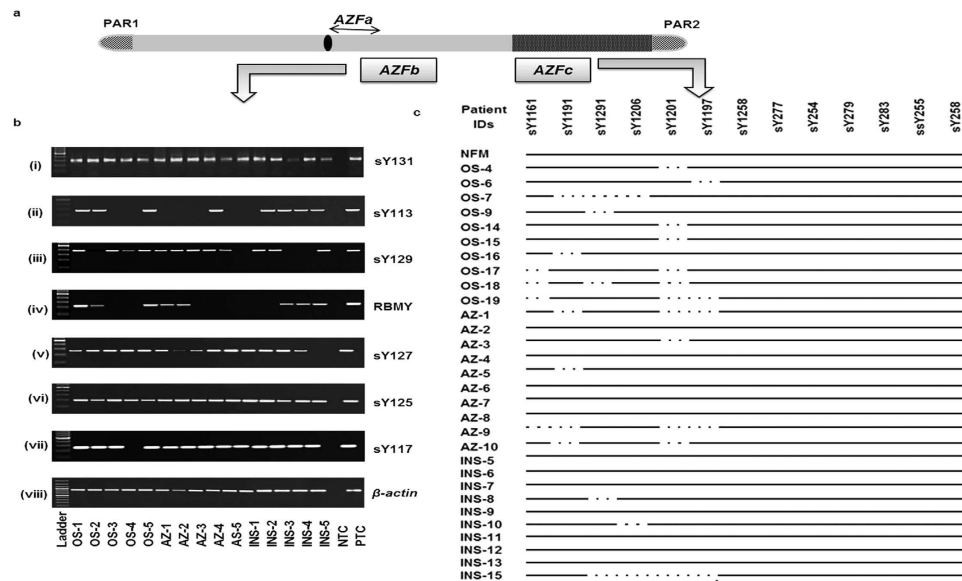 a
PAR1
AZFa
PAR2
AZFb
AZFc
b
(i)
sY131
(ii)
sY113
(iii)
sY129
(iv)
RBMY
(v)
sY127
(vi)
sY125
(vii)
sY117
(viii)
β-actin
Ladder
OS-1
OS-2
OS-3
OS-4
OS-5
AZ-1
AZ-2
AZ-3
AZ-4
AS-5
INS-1
INS-2
INS-3
INS-4
INS-5
NTC
PTC
c
Patient
IDs
sY1161
sY1191
sY1291
sY1206
sY1201
sY1197
sY1258
sY277
sY254
sY279
sY283
ssY255
sY258
NFM
OS-4
OS-6
OS-7
OS-9
OS-14
OS-15
OS-16
OS-17
OS-18
OS-19
AZ-1
AZ-2
AZ-3
AZ-4
AZ-5
AZ-6
AZ-7
AZ-8
AZ-9
AZ-10
INS-5
INS-6
INS-7
INS-8
INS-9
INS-10
INS-11
INS-12
INS-13
INS-15